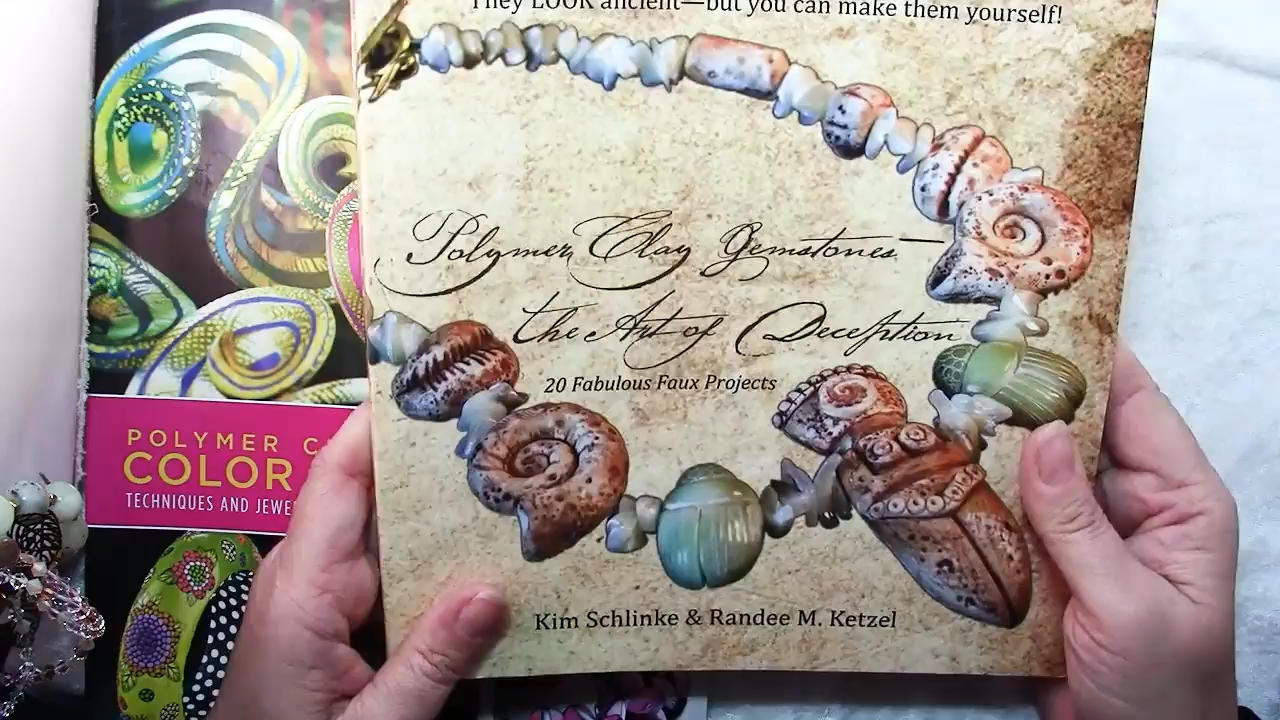 They LOOK ancient—but you can make them yourself!
Polymer Clay Gemstones—
the Art of Deception
20 Fabulous Faux Projects
Kim Schlinke & Randee M. Ketzel
POLYMER
COLOR
TECHNIQUES AND